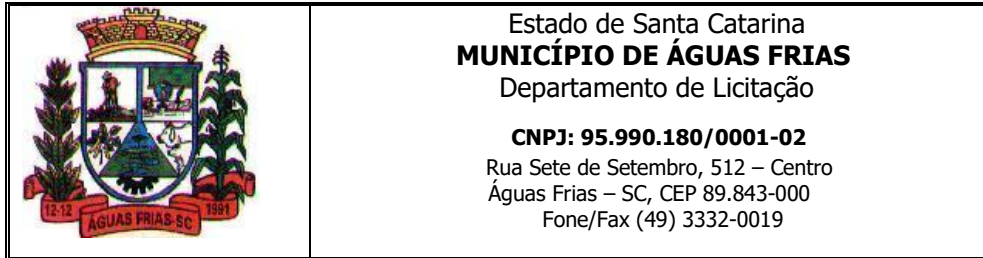 12-12
ÁGUAS FRIAS-SC
1991
Estado de Santa Catarina
MUNICÍPIO DE ÁGUAS FRIAS
Departamento de Licitação
CNPJ: 95.990.180/0001-02
Rua Sete de Setembro, 512 – Centro
Águas Frias – SC, CEP 89.843-000
Fone/Fax (49) 3332-0019